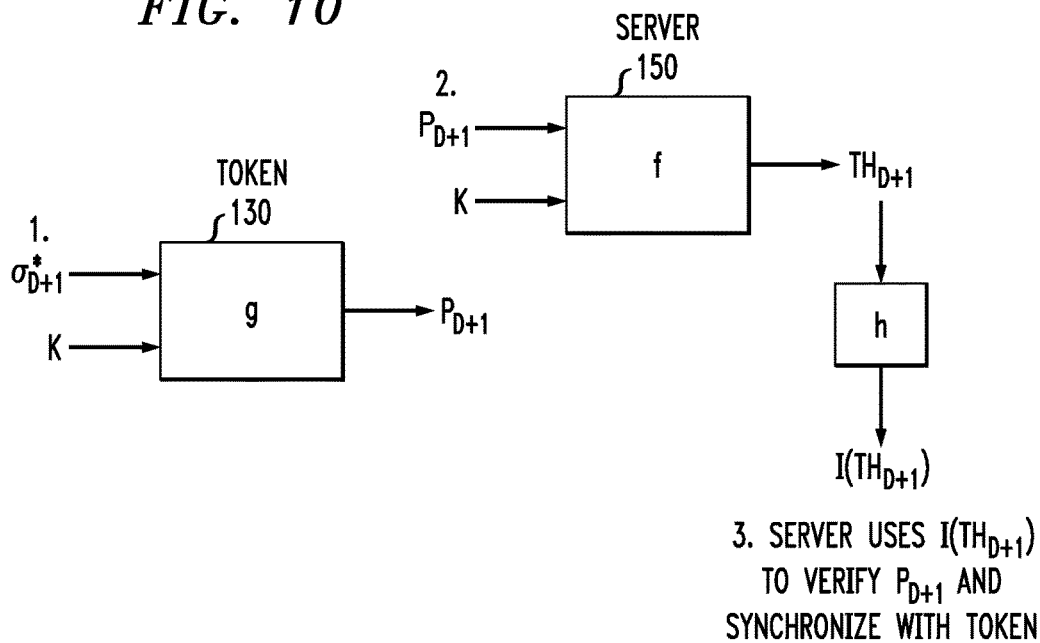 FIG. 10
SERVER
150
2.
P_{D+1}
K
f
TH_{D+1}
TOKEN
130
1.
σ*_{D+1}
K
g
P_{D+1}
h
I(TH_{D+1})
3. SERVER USES I(TH_{D+1})
TO VERIFY P_{D+1} AND
SYNCHRONIZE WITH TOKEN